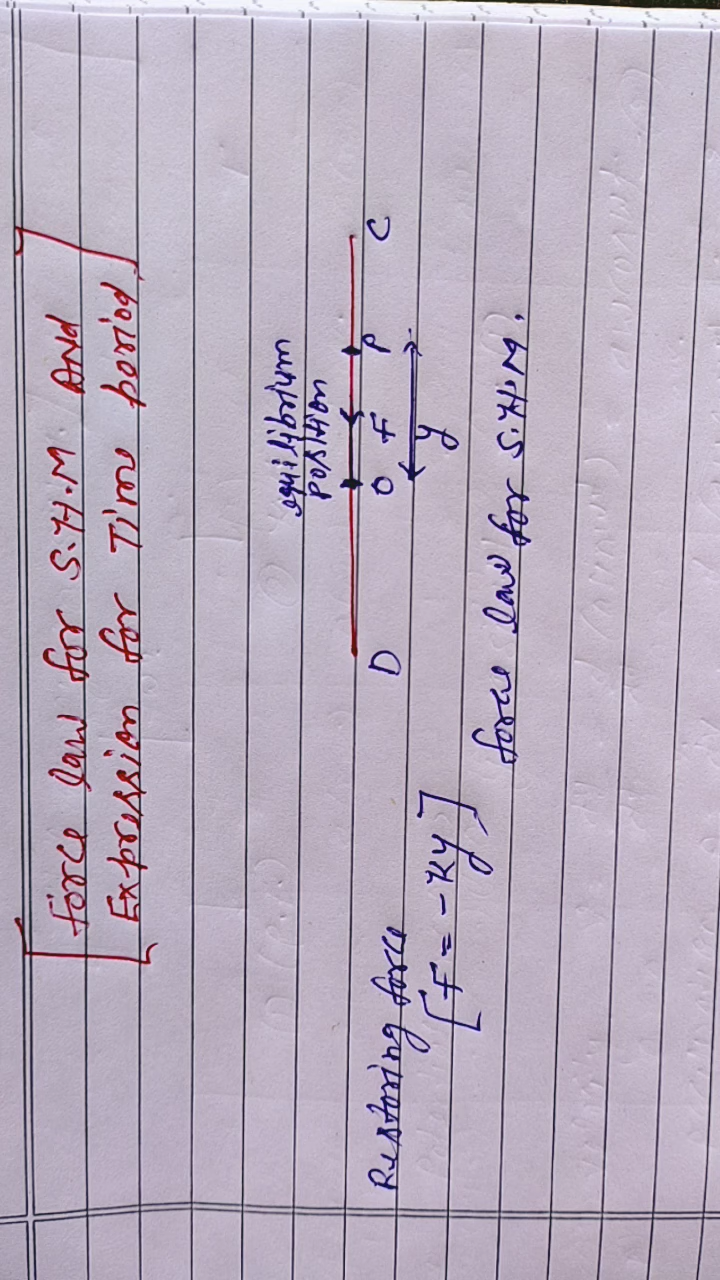 [Force law for S.H.M And
Expression for Time period]
equilibrium
position
D O F P C
y
Restoring force
[F = - Ky] force law for S.H.M.